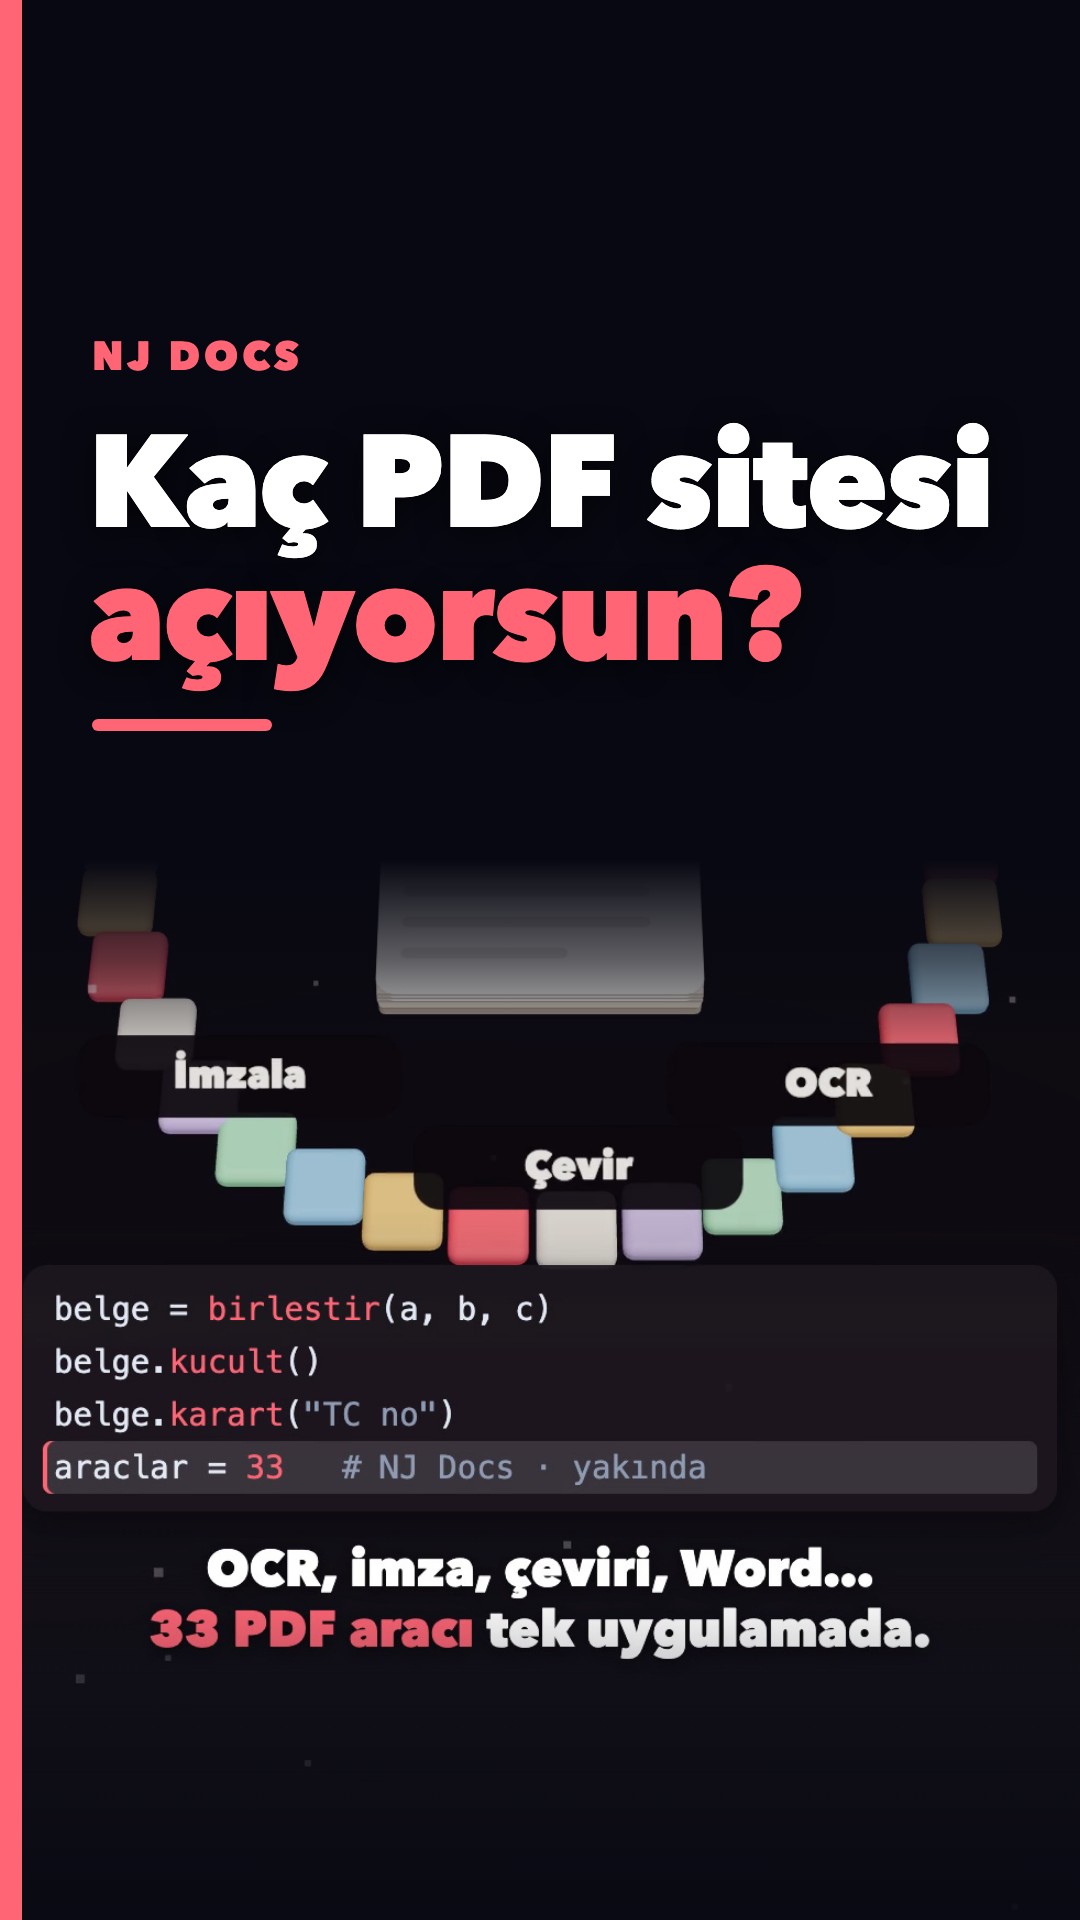 NJ DOCS
Kaç PDF sitesi
açıyorsun?
İmzala
OCR
Çevir
belge = birlestir(a, b, c)
belge.kucult()
belge.karart("TC no")
araclar = 33   # NJ Docs · yakında
OCR, imza, çeviri, Word...
33 PDF aracı tek uygulamada.